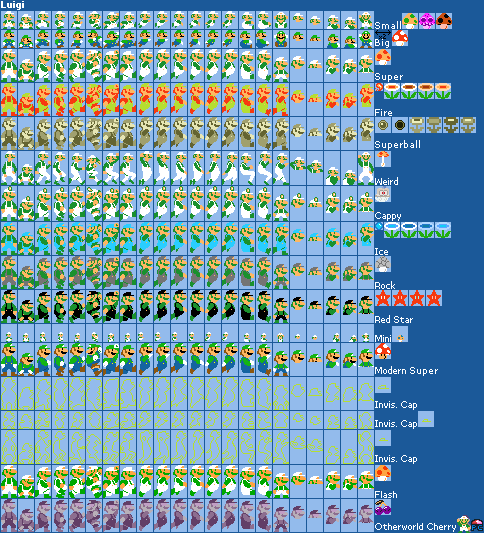 Luigi
Small
Big
Super
Fire
Superball
Weird
Cappy
Ice
Rock
Red Star
Mini
Modern Super
Invis. Cap
Invis. Cap
Invis. Cap
Flash
Otherworld Cherry